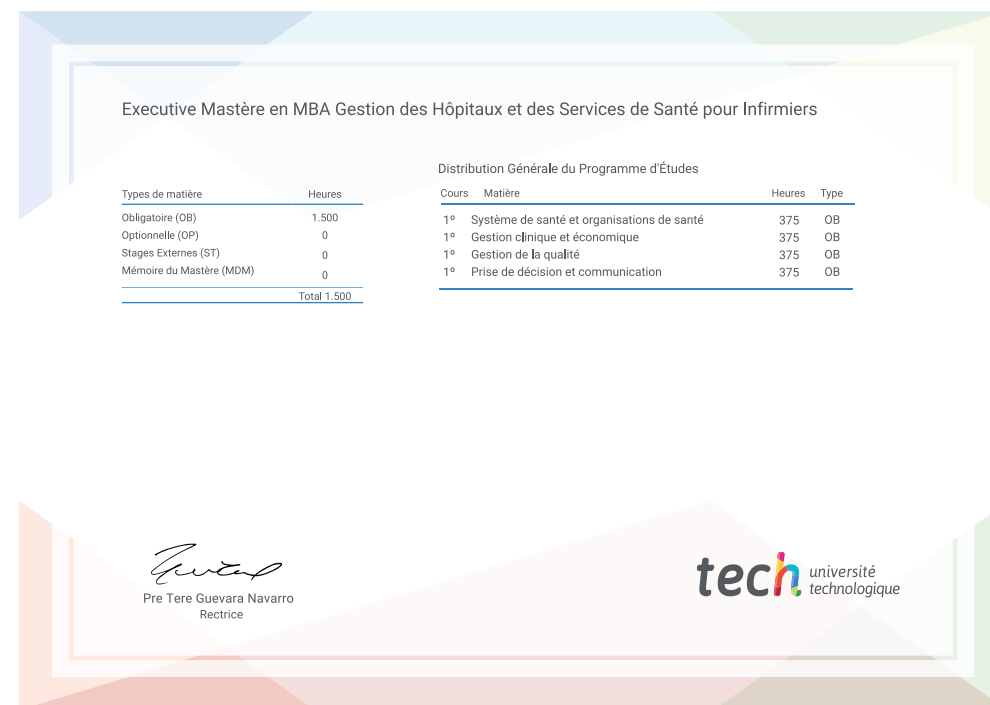 Executive Mastère en MBA Gestion des Hôpitaux et des Services de Santé pour Infirmiers
Types de matière Heures
Obligatoire (OB) 1.500
Optionnelle (OP) 0
Stages Externes (ST) 0
Mémoire du Mastère (MDM) 0
Total 1.500
Distribution Générale du Programme d'Études
Cours Matière Heures Type
1º Système de santé et organisations de santé 375 OB
1º Gestion clinique et économique 375 OB
1º Gestion de la qualité 375 OB
1º Prise de décision et communication 375 OB
Pre Tere Guevara Navarro
Rectrice
tech université
technologique